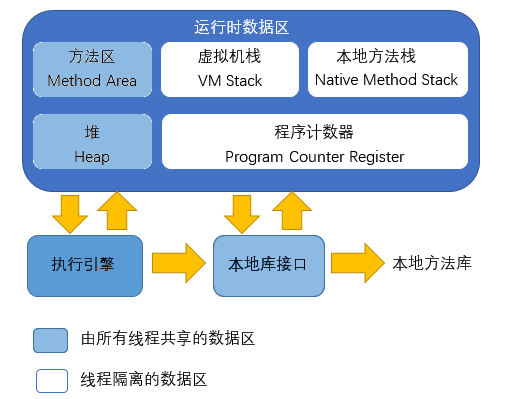 运行时数据区
方法区
Method Area
虚拟机栈
VM Stack
本地方法栈
Native Method Stack
堆
Heap
程序计数器
Program Counter Register
执行引擎
本地库接口
本地方法库
由所有线程共享的数据区
线程隔离的数据区